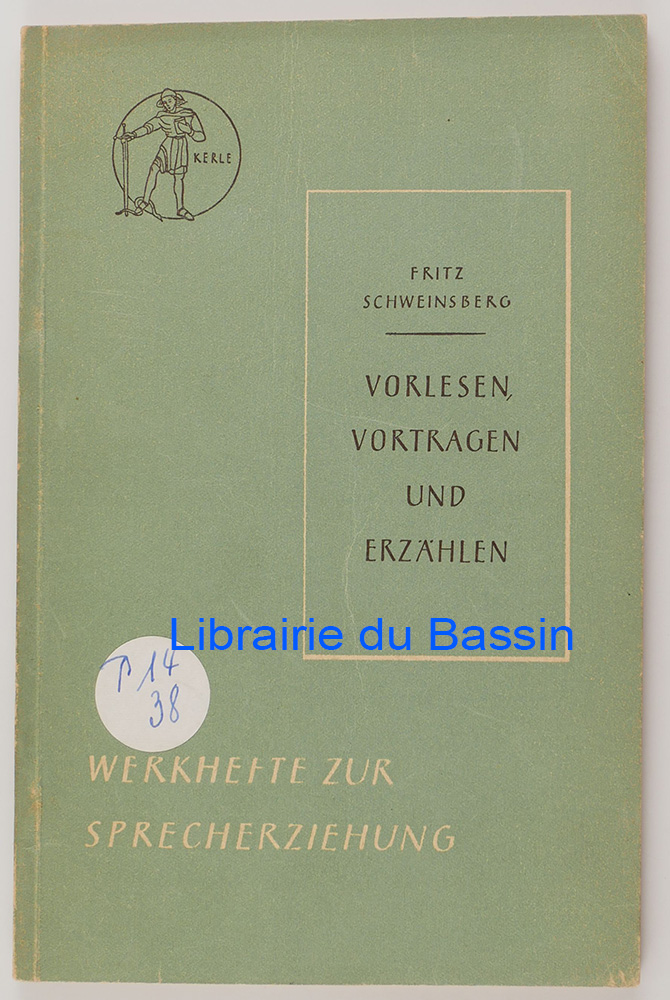 KERLE
FRITZ
SCHWEINSBERG
VORLESEN,
VORTRAGEN
UND
ERZÄHLEN
Librairie du Bassin
P 14
38
WERKHEFTE ZUR
SPRECHERZIEHUNG